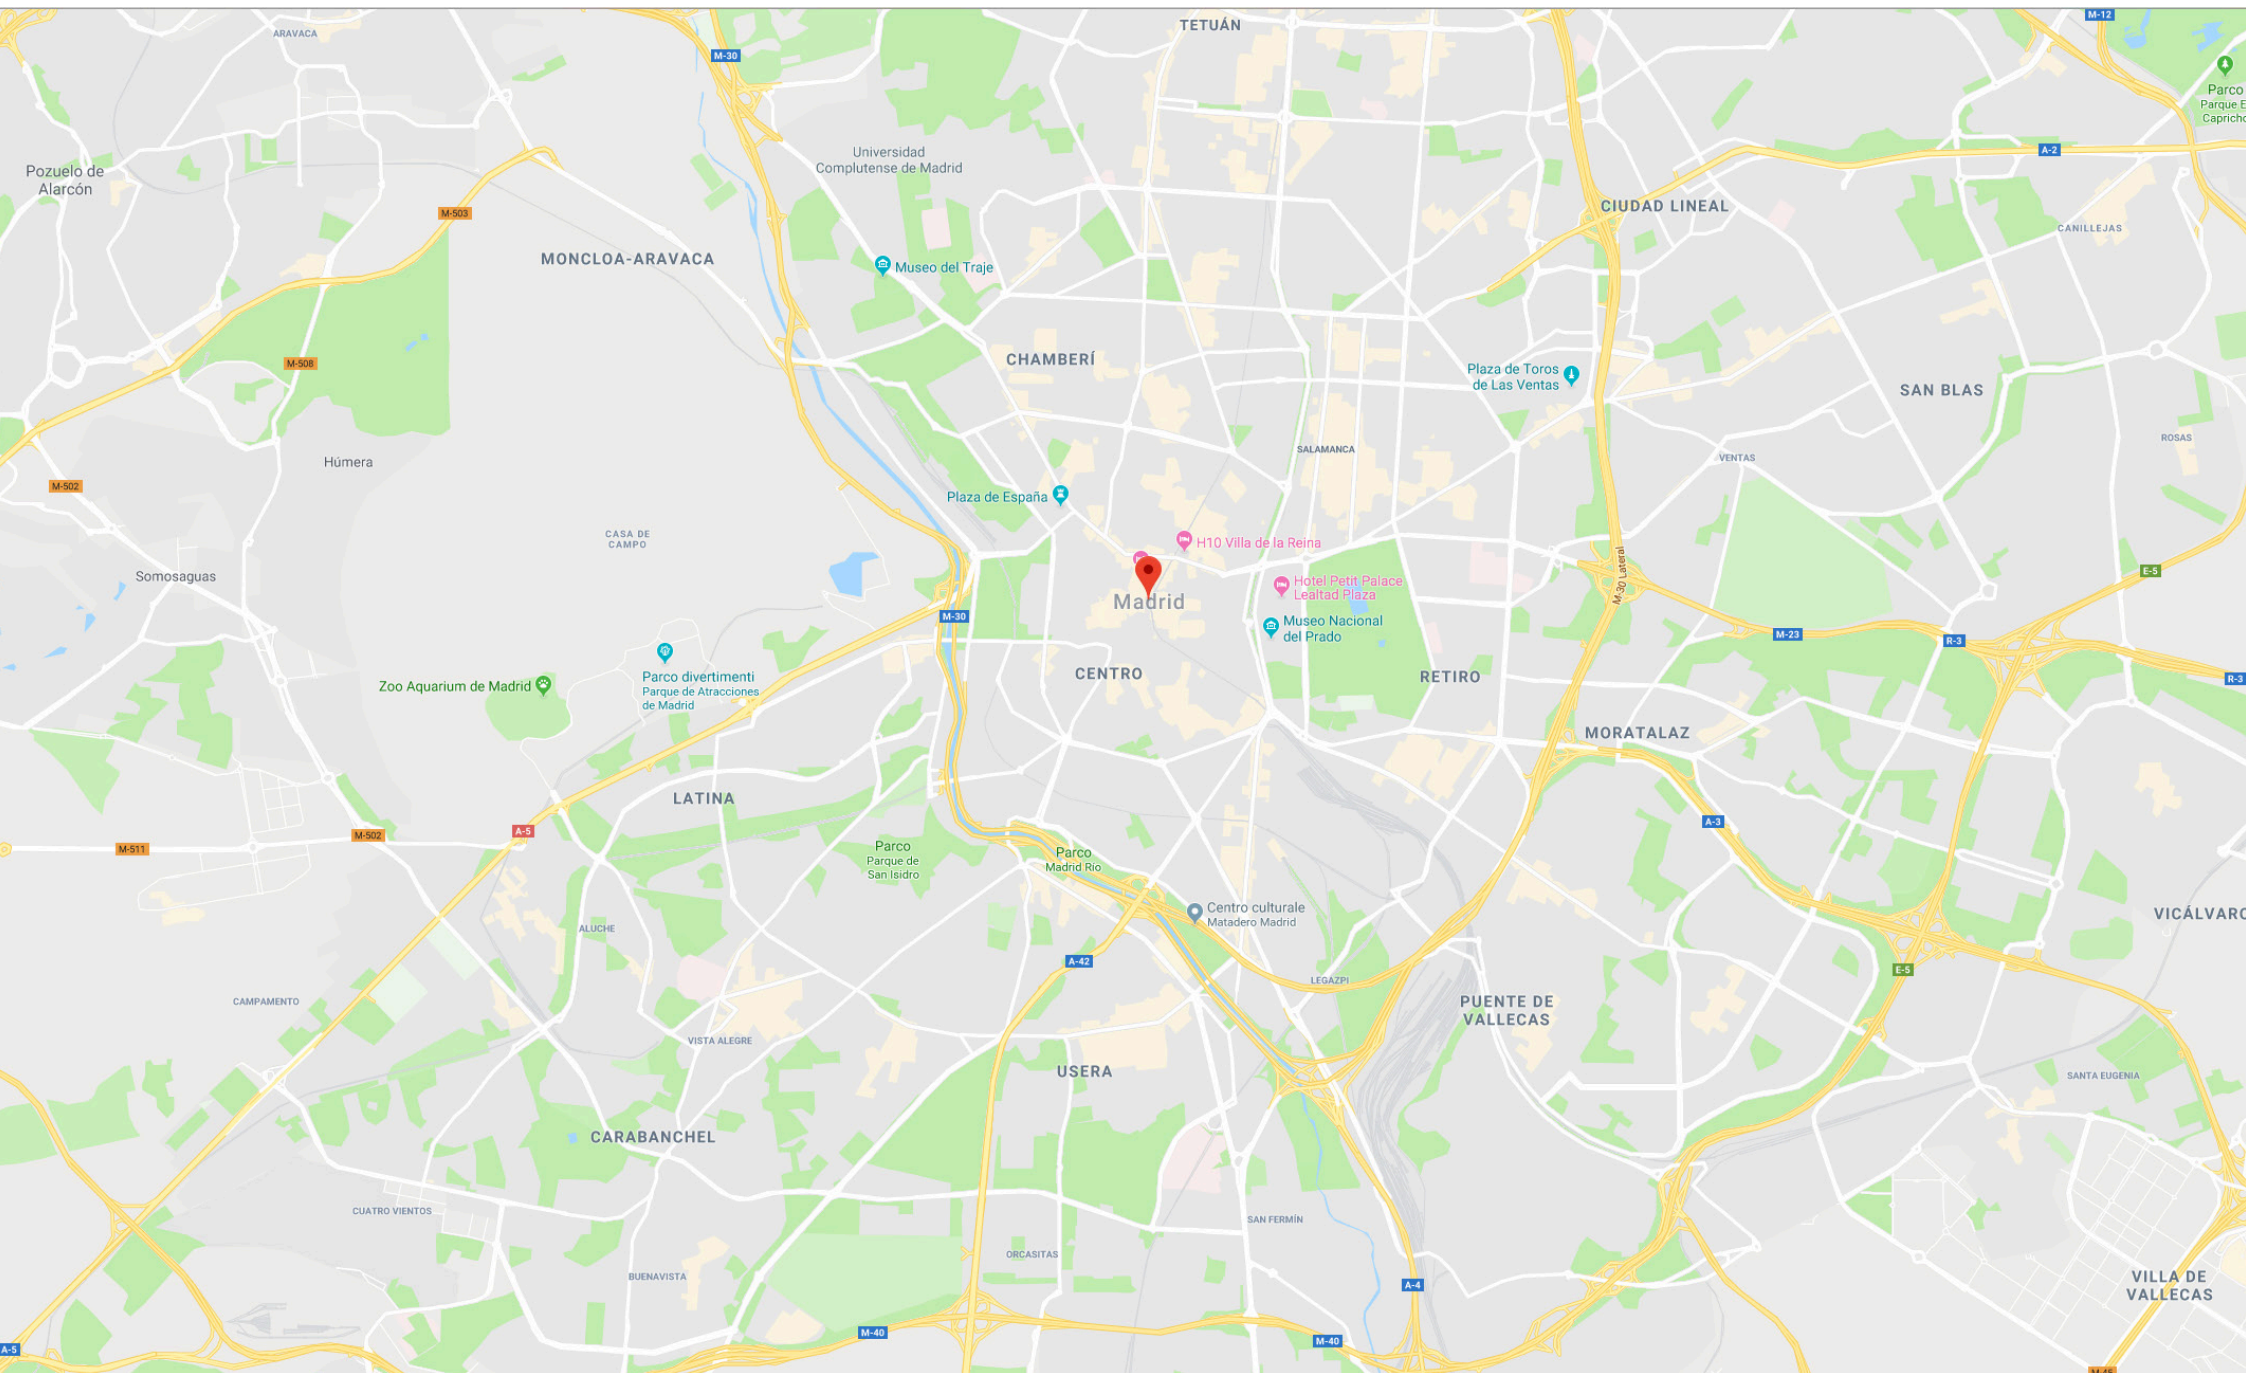 TETUÁN
M-12
ARAVACA
M-30
Parco
Parque E
Capricho
Universidad
Complutense de Madrid
A-2
Pozuelo de
Alarcón
M-503
CIUDAD LINEAL
CANILLEJAS
MONCLOA-ARAVACA
Museo del Traje
CHAMBERÍ
M-508
Plaza de Toros
de Las Ventas
SAN BLAS
ROSAS
SALAMANCA
VENTAS
Húmera
M-502
Plaza de España
CASA DE
CAMPO
H10 Villa de la Reina
M-30 Lateral
E-5
Somosaguas
Hotel Petit Palace
Lealtad Plaza
Madrid
M-30
Museo Nacional
del Prado
M-23
R-3
R-3
Parco divertimenti
Parque de Atracciones
de Madrid
Zoo Aquarium de Madrid
CENTRO
RETIRO
MORATALAZ
LATINA
A-5
M-502
M-511
A-3
Parco
Parque de
San Isidro
Parco
Madrid Río
Centro culturale
Matadero Madrid
VICÁLVARO
ALUCHE
A-42
E-5
LEGAZPI
CAMPAMENTO
PUENTE DE
VALLECAS
VISTA ALEGRE
USERA
SANTA EUGENIA
CARABANCHEL
CUATRO VIENTOS
SAN FERMÍN
ORCASITAS
BUENAVISTA
A-4
VILLA DE
VALLECAS
M-40
M-40
A-5
M-45